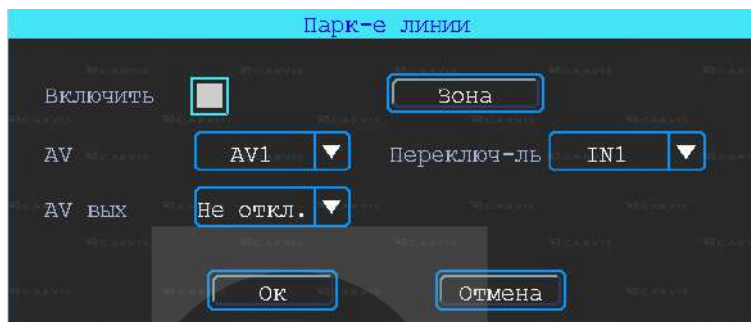 Парк-е линии
Включить Зона
AV AV1 Переключ-ль IN1
AV вых Не откл.
Ок Отмена